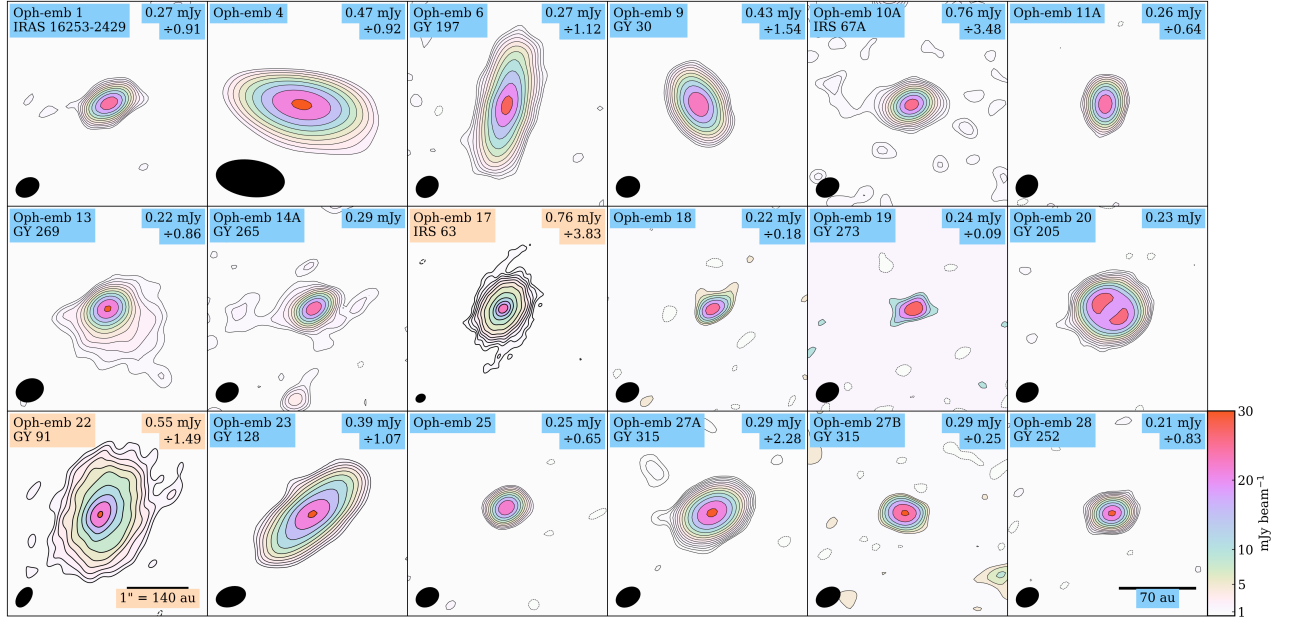 Oph-emb 1 0.27 mJy
IRAS 16253-2429 ÷0.91
Oph-emb 4 0.47 mJy
÷0.92
Oph-emb 6 0.27 mJy
GY 197 ÷1.12
Oph-emb 9 0.43 mJy
GY 30 ÷1.54
Oph-emb 10A 0.76 mJy
IRS 67A ÷3.48
Oph-emb 11A 0.26 mJy
÷0.64
Oph-emb 13 0.22 mJy
GY 269 ÷0.86
Oph-emb 14A 0.29 mJy
GY 265
Oph-emb 17 0.76 mJy
IRS 63 ÷3.83
Oph-emb 18 0.22 mJy
÷0.18
Oph-emb 19 0.24 mJy
GY 273 ÷0.09
Oph-emb 20 0.23 mJy
GY 205
Oph-emb 22 0.55 mJy
GY 91 ÷1.49
1" = 140 au
Oph-emb 23 0.39 mJy
GY 128 ÷1.07
Oph-emb 25 0.25 mJy
÷0.65
Oph-emb 27A 0.29 mJy
GY 315 ÷2.28
Oph-emb 27B 0.29 mJy
GY 315 ÷0.25
Oph-emb 28 0.21 mJy
GY 252 ÷0.83
70 au
30
20
10
5
1
mJy beam⁻¹